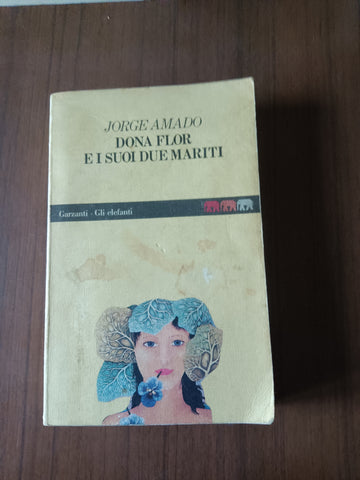 JORGE AMADO
DONA FLOR
E I SUOI DUE MARITI
Garzanti - Gli elefanti